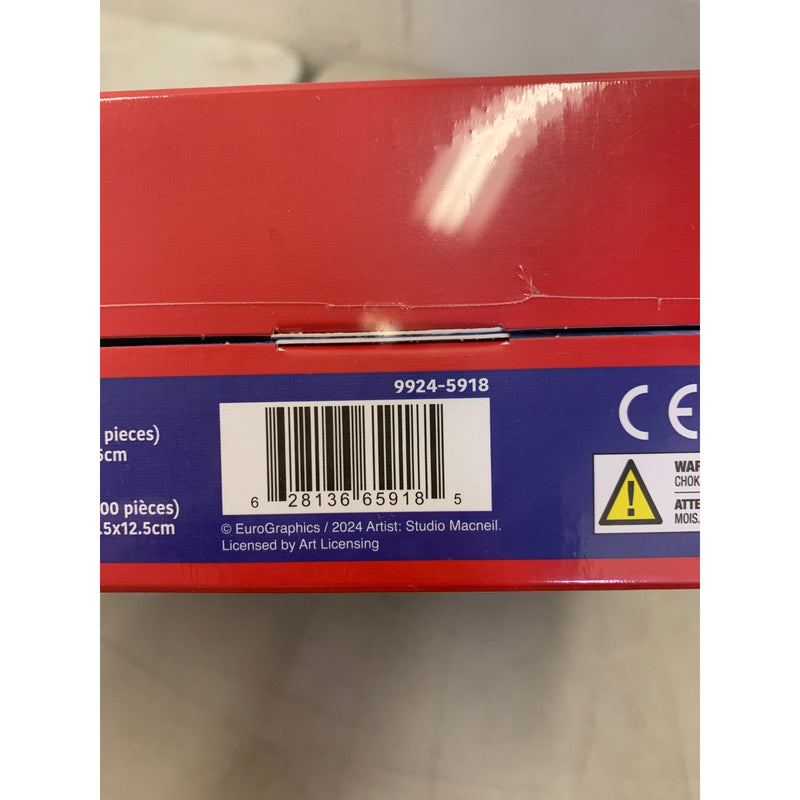 9924-5918
pieces)
5cm
00 pièces)
.5x12.5cm
6 28136 65918 5
© EuroGraphics / 2024 Artist: Studio Macneil.
Licensed by Art Licensing
CE
WAR
CHOK
ATTE
MOIS.